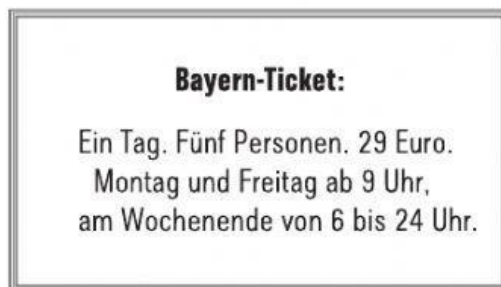 Bayern-Ticket:
Ein Tag. Fünf Personen. 29 Euro.
Montag und Freitag ab 9 Uhr,
am Wochenende von 6 bis 24 Uhr.